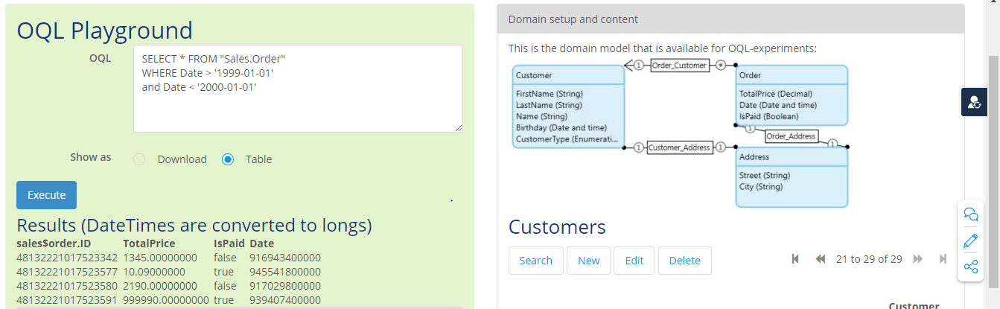 OQL Playground
OQL
SELECT * FROM "Sales.Order"
WHERE Date > '1999-01-01'
and Date < '2000-01-01'
Show as
Download
Table
Execute
Results (DateTimes are converted to longs)
sales$order.ID TotalPrice IsPaid Date
48132221017523342 1345.00000000 false 916943400000
48132221017523577 10.09000000 true 945541800000
48132221017523580 2190.00000000 false 917029800000
48132221017523591 999990.00000000 true 939407400000
Domain setup and content
This is the domain model that is available for OQL-experiments:
Customer
FirstName (String)
LastName (String)
Name (String)
Birthday (Date and time)
CustomerType (Enumerati...
1 Order_Customer *
Order
TotalPrice (Decimal)
Date (Date and time)
IsPaid (Boolean)
1 Order_Address 1
1 Customer_Address 1
Address
Street (String)
City (String)
Customers
Search New Edit Delete
21 to 29 of 29
Customer